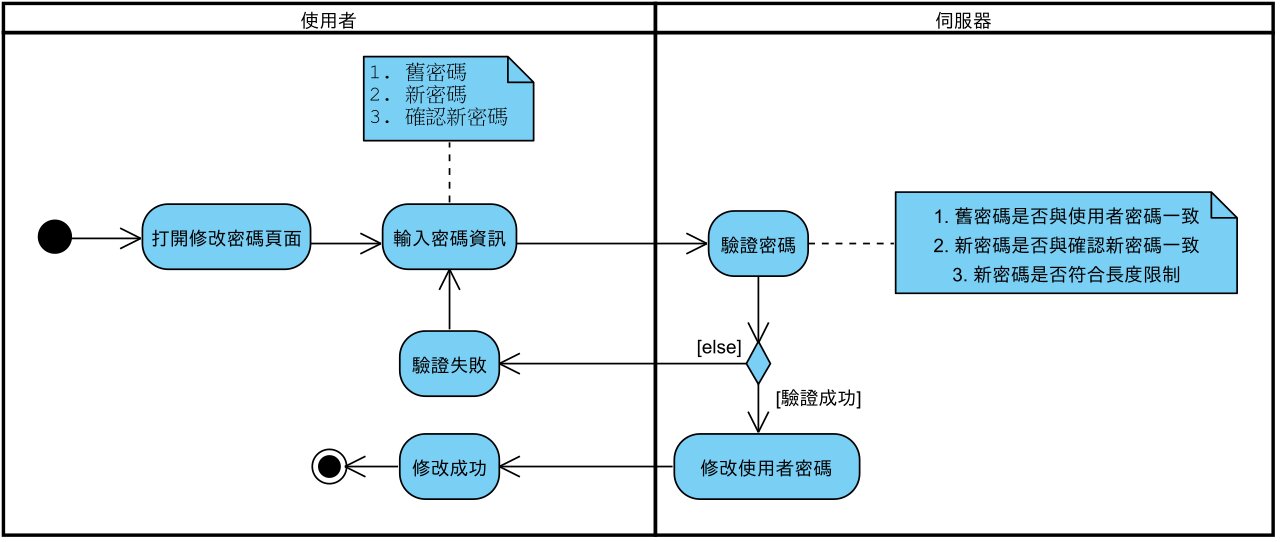 使用者
伺服器
1. 舊密碼
2. 新密碼
3. 確認新密碼
打開修改密碼頁面
輸入密碼資訊
驗證密碼
1. 舊密碼是否與使用者密碼一致
2. 新密碼是否與確認新密碼一致
3. 新密碼是否符合長度限制
[else]
驗證失敗
[驗證成功]
修改成功
修改使用者密碼